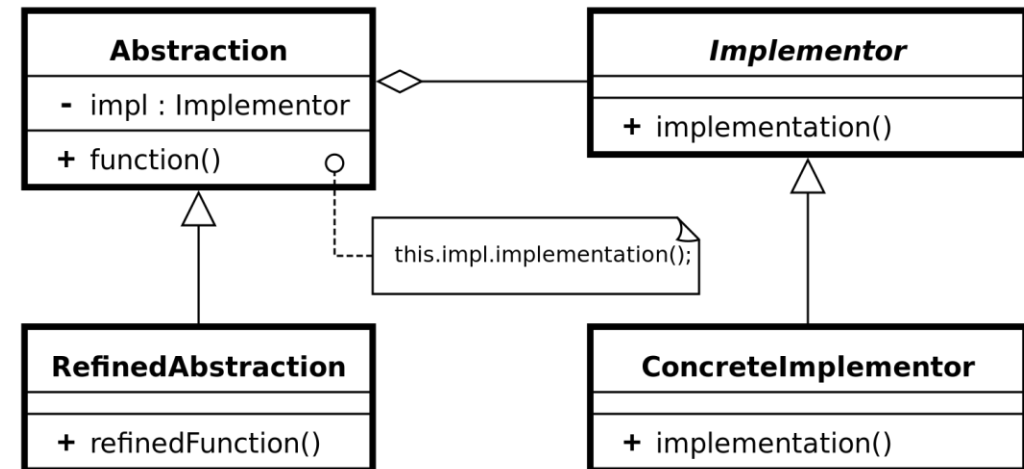 Abstraction
- impl : Implementor
+ function()
Implementor
+ implementation()
this.impl.implementation();
RefinedAbstraction
+ refinedFunction()
ConcreteImplementor
+ implementation()